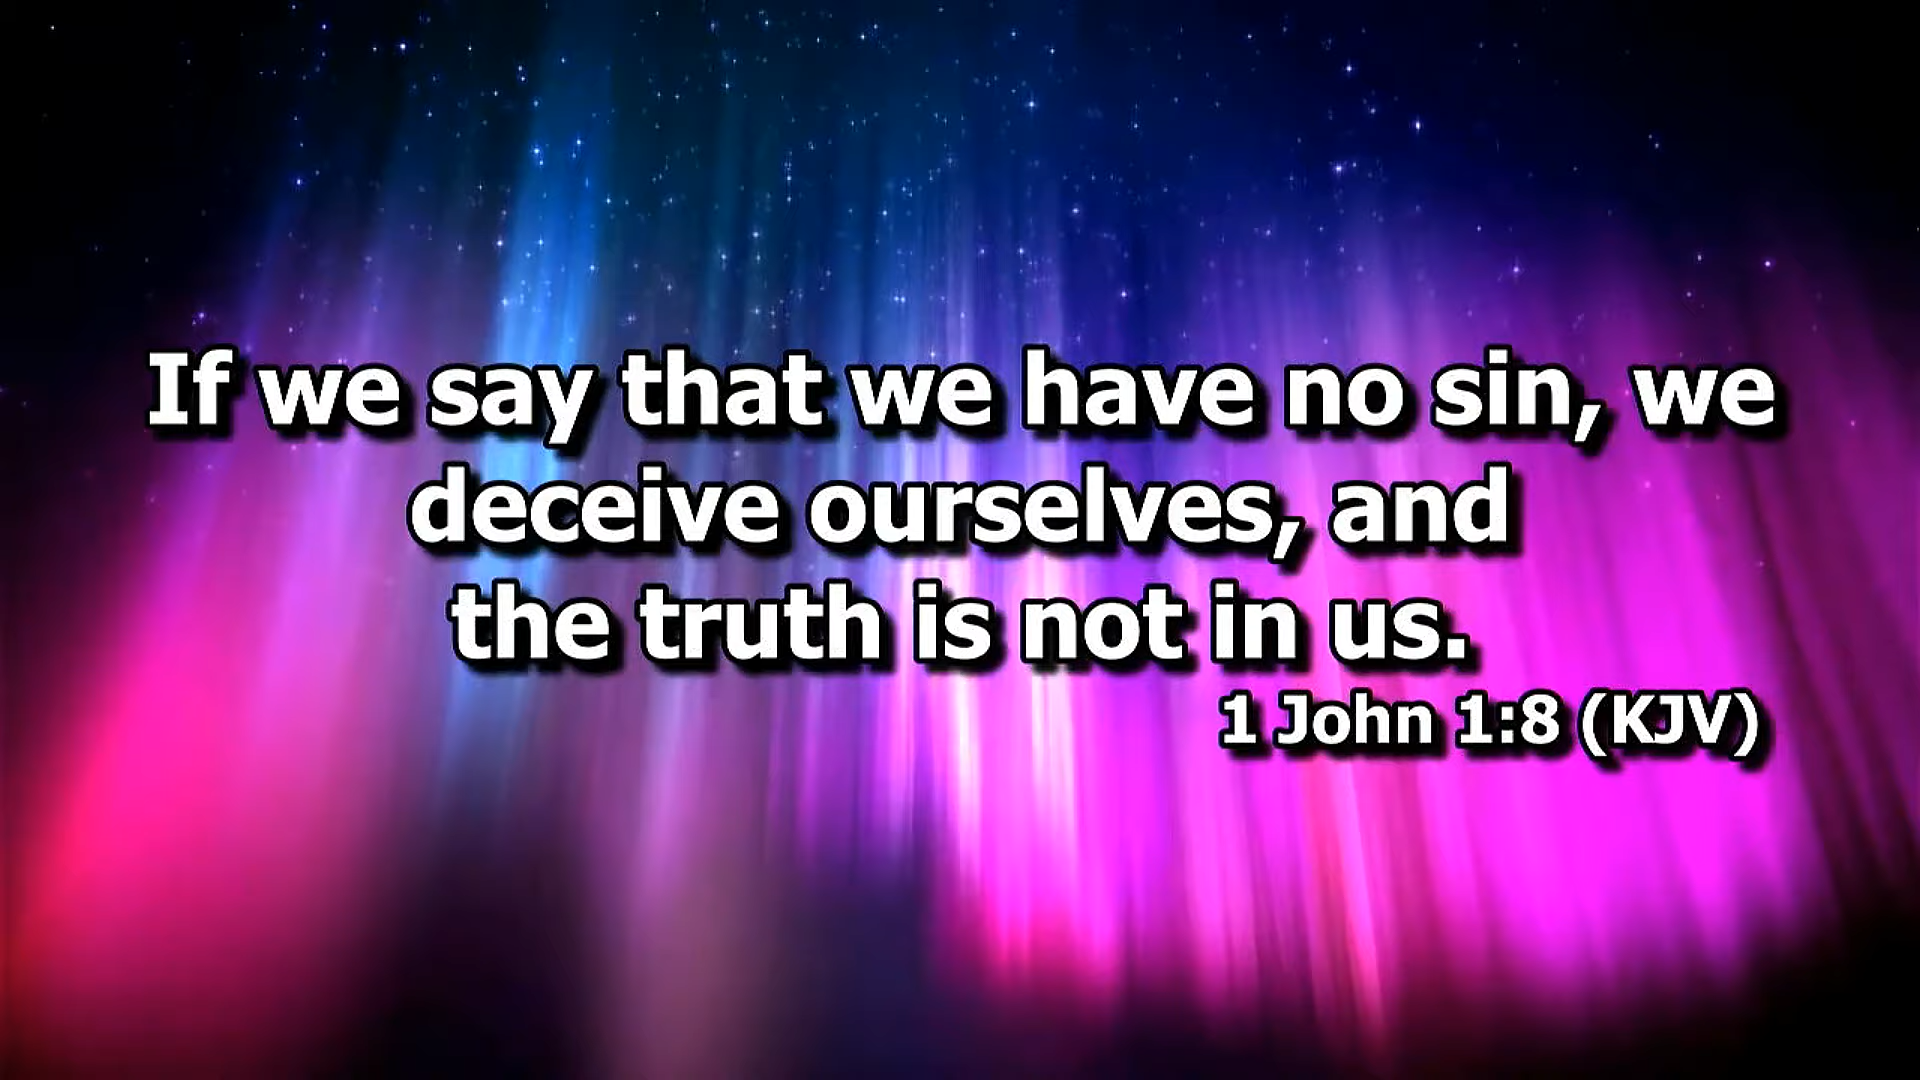 If we say that we have no sin, we
deceive ourselves, and
the truth is not in us.
1 John 1:8 (KJV)